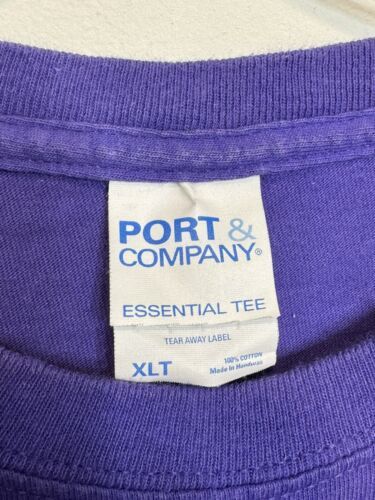 PORT &
COMPANY®
ESSENTIAL TEE
TEAR AWAY LABEL
XLT
100% COTTON
Made In Honduras